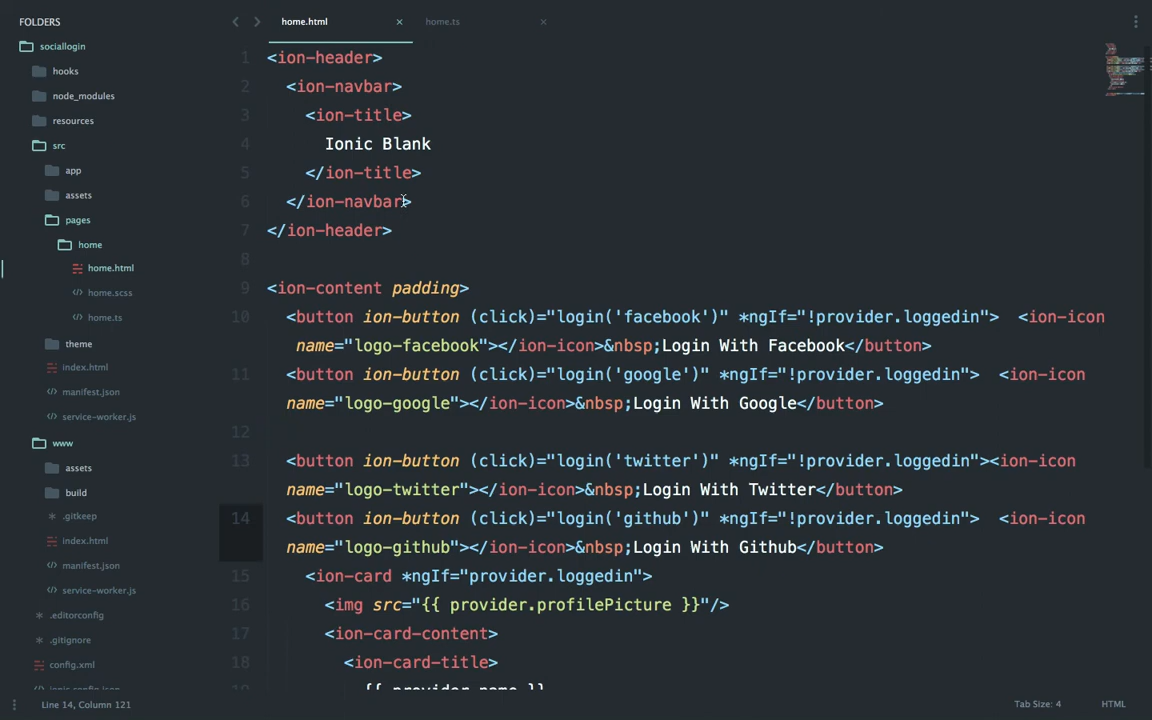 FOLDERS
sociallogin
hooks
node_modules
resources
src
app
assets
pages
home
home.html
home.scss
home.ts
theme
index.html
manifest.json
service-worker.js
www
assets
build
.gitkeep
index.html
manifest.json
service-worker.js
.editorconfig
.gitignore
config.xml
ionic.config.json
home.html
home.ts
1 <ion-header>
2 <ion-navbar>
3 <ion-title>
4 Ionic Blank
5 </ion-title>
6 </ion-navbar>
7 </ion-header>
8
9 <ion-content padding>
10 <button ion-button (click)="login('facebook')" *ngIf="!provider.loggedin"> <ion-icon
name="logo-facebook"></ion-icon>&nbsp;Login With Facebook</button>
11 <button ion-button (click)="login('google')" *ngIf="!provider.loggedin"> <ion-icon
name="logo-google"></ion-icon>&nbsp;Login With Google</button>
12
13 <button ion-button (click)="login('twitter')" *ngIf="!provider.loggedin"><ion-icon
name="logo-twitter"></ion-icon>&nbsp;Login With Twitter</button>
14 <button ion-button (click)="login('github')" *ngIf="!provider.loggedin"> <ion-icon
name="logo-github"></ion-icon>&nbsp;Login With Github</button>
15 <ion-card *ngIf="provider.loggedin">
16 <img src="{{ provider.profilePicture }}"/>
17 <ion-card-content>
18 <ion-card-title>
19 {{ provider.name }}
Line 14, Column 121
Tab Size: 4
HTML